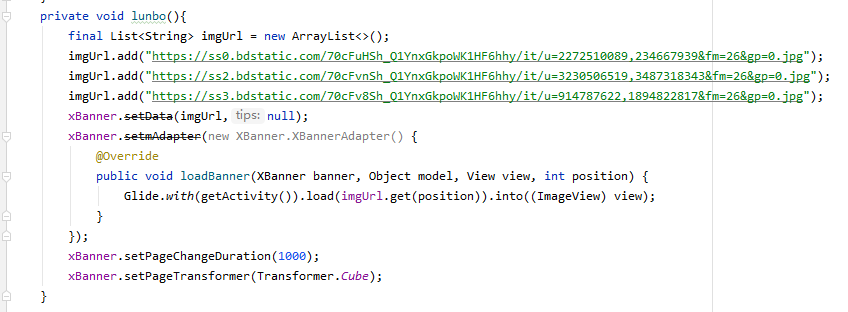 private void lunbo(){
final List<String> imgUrl = new ArrayList<>();
imgUrl.add("https://ss0.bdstatic.com/70cFuHSh_Q1YnxGkpoWK1HF6hhy/it/u=2272510089,234667939&fm=26&gp=0.jpg");
imgUrl.add("https://ss2.bdstatic.com/70cFvnSh_Q1YnxGkpoWK1HF6hhy/it/u=3230506519,3487318343&fm=26&gp=0.jpg");
imgUrl.add("https://ss3.bdstatic.com/70cFv8Sh_Q1YnxGkpoWK1HF6hhy/it/u=914787622,1894822817&fm=26&gp=0.jpg");
xBanner.setData(imgUrl, tips: null);
xBanner.setmAdapter(new XBanner.XBannerAdapter() {
@Override
public void loadBanner(XBanner banner, Object model, View view, int position) {
Glide.with(getActivity()).load(imgUrl.get(position)).into((ImageView) view);
}
});
xBanner.setPageChangeDuration(1000);
xBanner.setPageTransformer(Transformer.Cube);
}